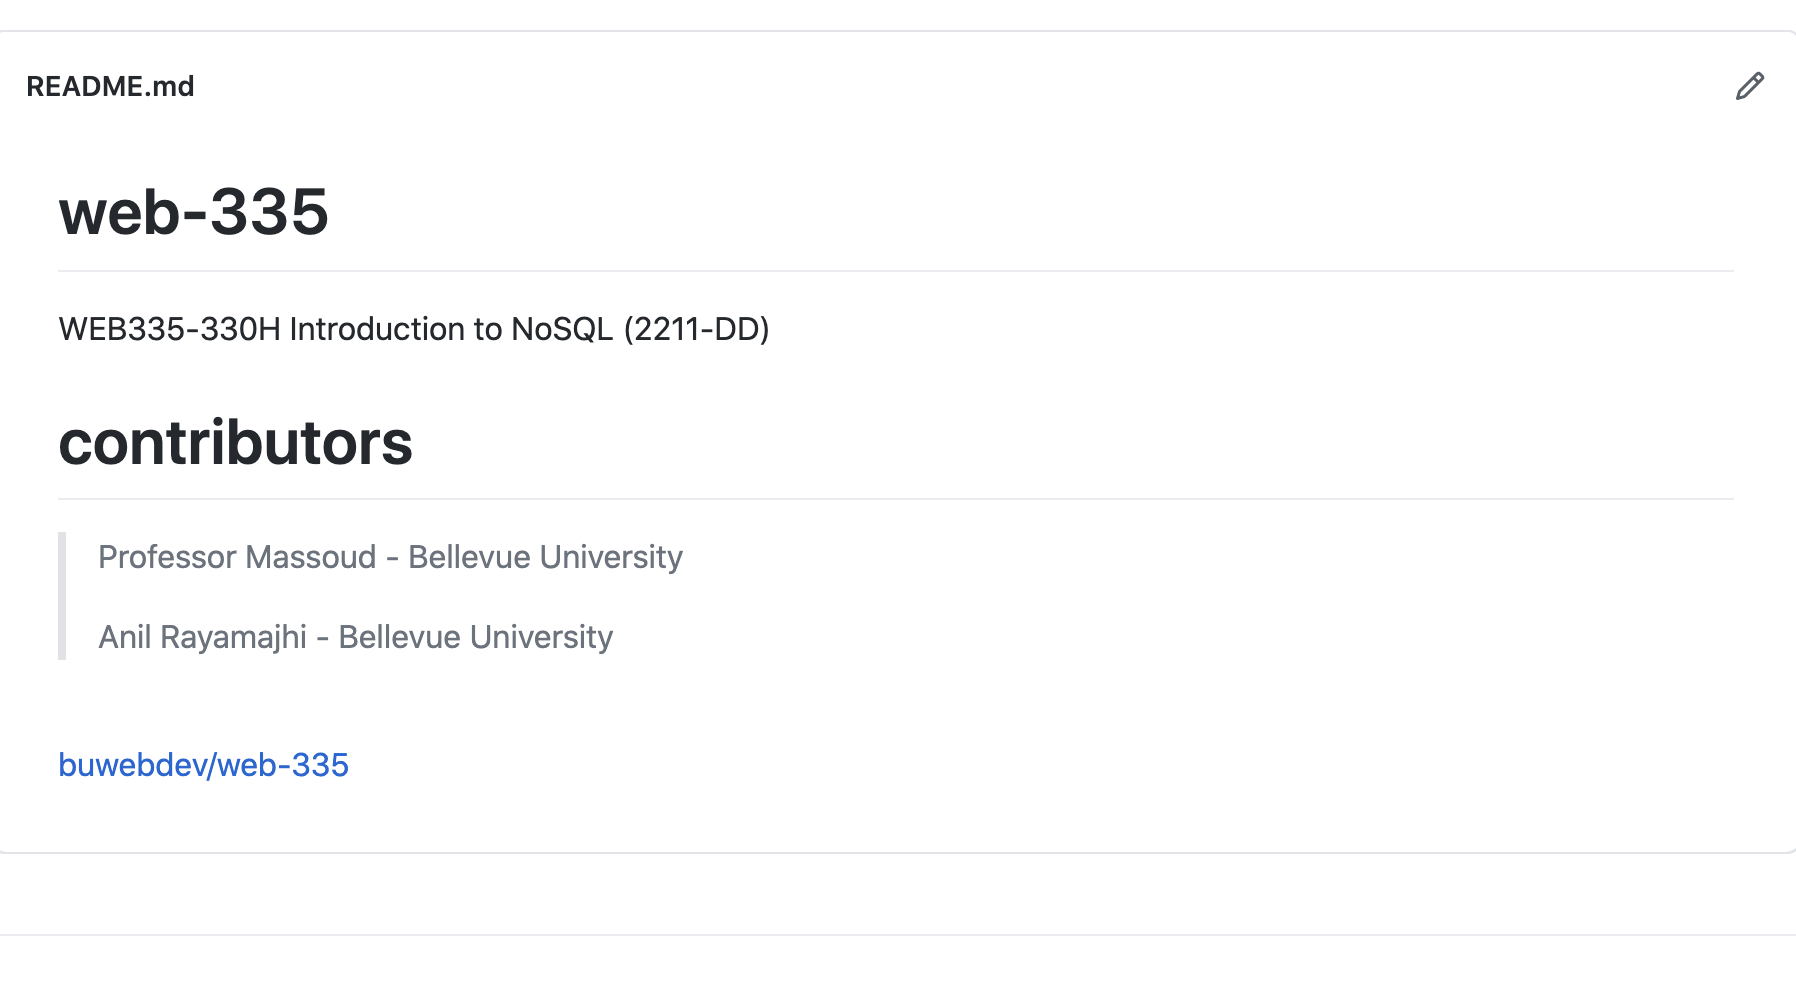 README.md
web-335
WEB335-330H Introduction to NoSQL (2211-DD)
contributors
Professor Massoud - Bellevue University
Anil Rayamajhi - Bellevue University
buwebdev/web-335